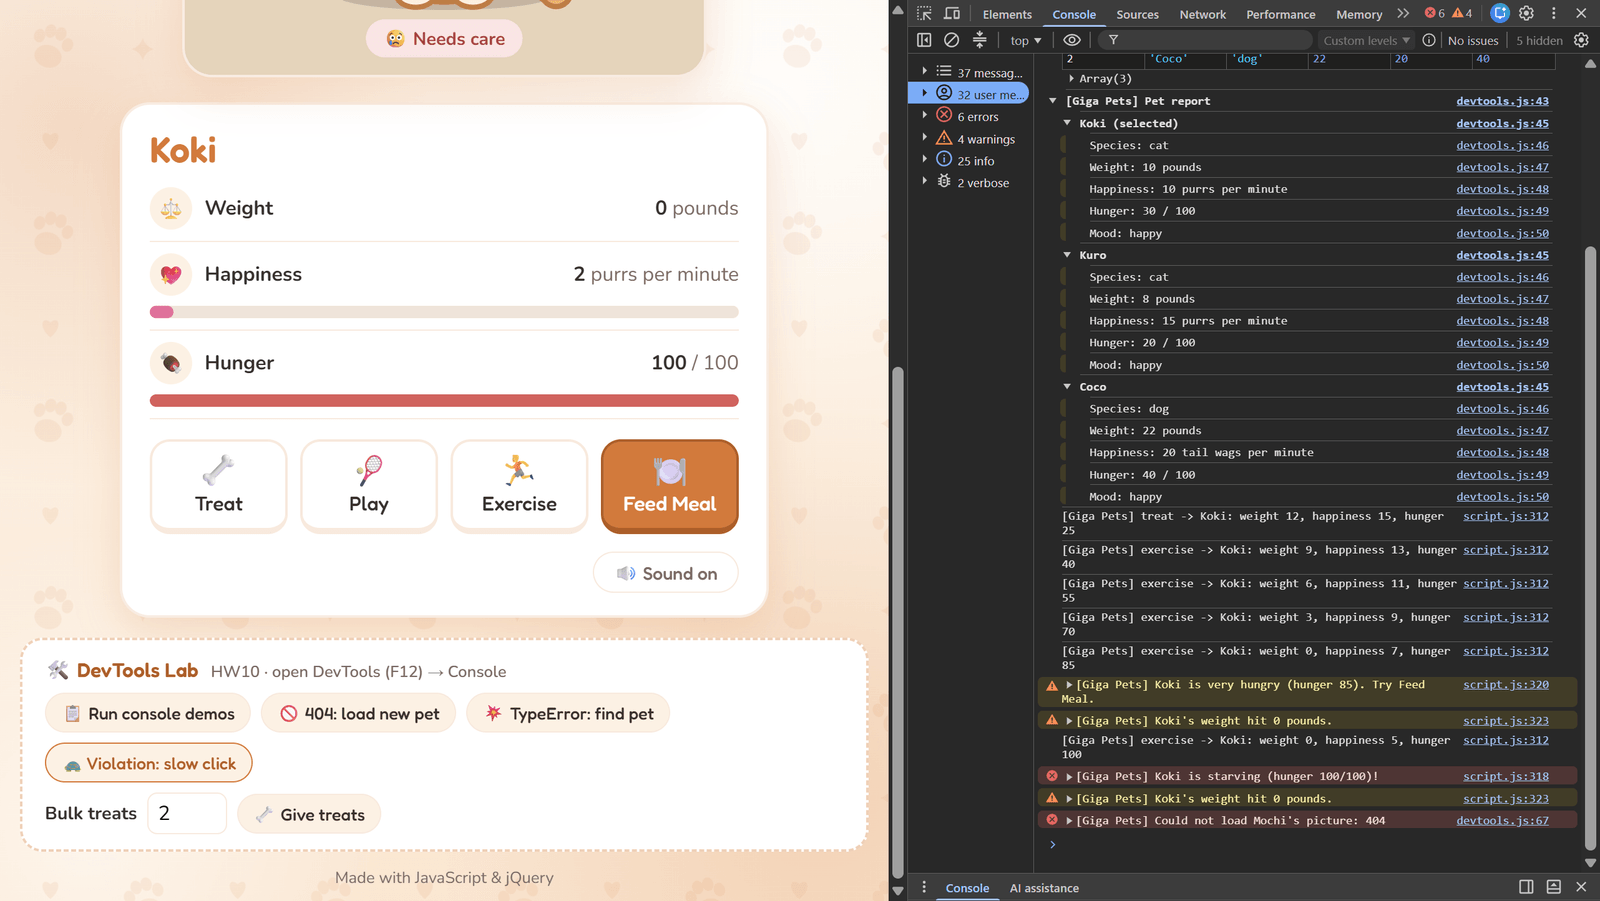 Needs care
Koki
Weight
0 pounds
Happiness
2 purrs per minute
Hunger
100 / 100
Treat
Play
Exercise
Feed Meal
Sound on
DevTools Lab HW10 · open DevTools (F12) → Console
Run console demos
404: load new pet
TypeError: find pet
Violation: slow click
Bulk treats 2 Give treats
Made with JavaScript & jQuery
Elements Console Sources Network Performance Memory 6 4
top Custom levels No issues 5 hidden
37 messag...
32 user me...
6 errors
4 warnings
25 info
2 verbose
2 'Coco' 'dog' 22 20 40
Array(3)
[Giga Pets] Pet report devtools.js:43
Koki (selected) devtools.js:45
Species: cat devtools.js:46
Weight: 10 pounds devtools.js:47
Happiness: 10 purrs per minute devtools.js:48
Hunger: 30 / 100 devtools.js:49
Mood: happy devtools.js:50
Kuro devtools.js:45
Species: cat devtools.js:46
Weight: 8 pounds devtools.js:47
Happiness: 15 purrs per minute devtools.js:48
Hunger: 20 / 100 devtools.js:49
Mood: happy devtools.js:50
Coco devtools.js:45
Species: dog devtools.js:46
Weight: 22 pounds devtools.js:47
Happiness: 20 tail wags per minute devtools.js:48
Hunger: 40 / 100 devtools.js:49
Mood: happy devtools.js:50
[Giga Pets] treat -> Koki: weight 12, happiness 15, hunger script.js:312
25
[Giga Pets] exercise -> Koki: weight 9, happiness 13, hunger script.js:312
40
[Giga Pets] exercise -> Koki: weight 6, happiness 11, hunger script.js:312
55
[Giga Pets] exercise -> Koki: weight 3, happiness 9, hunger script.js:312
70
[Giga Pets] exercise -> Koki: weight 0, happiness 7, hunger script.js:312
85
[Giga Pets] Koki is very hungry (hunger 85). Try Feed script.js:320
Meal.
[Giga Pets] Koki's weight hit 0 pounds. script.js:323
[Giga Pets] exercise -> Koki: weight 0, happiness 5, hunger script.js:312
100
[Giga Pets] Koki is starving (hunger 100/100)! script.js:318
[Giga Pets] Koki's weight hit 0 pounds. script.js:323
[Giga Pets] Could not load Mochi's picture: 404 devtools.js:67
Console AI assistance